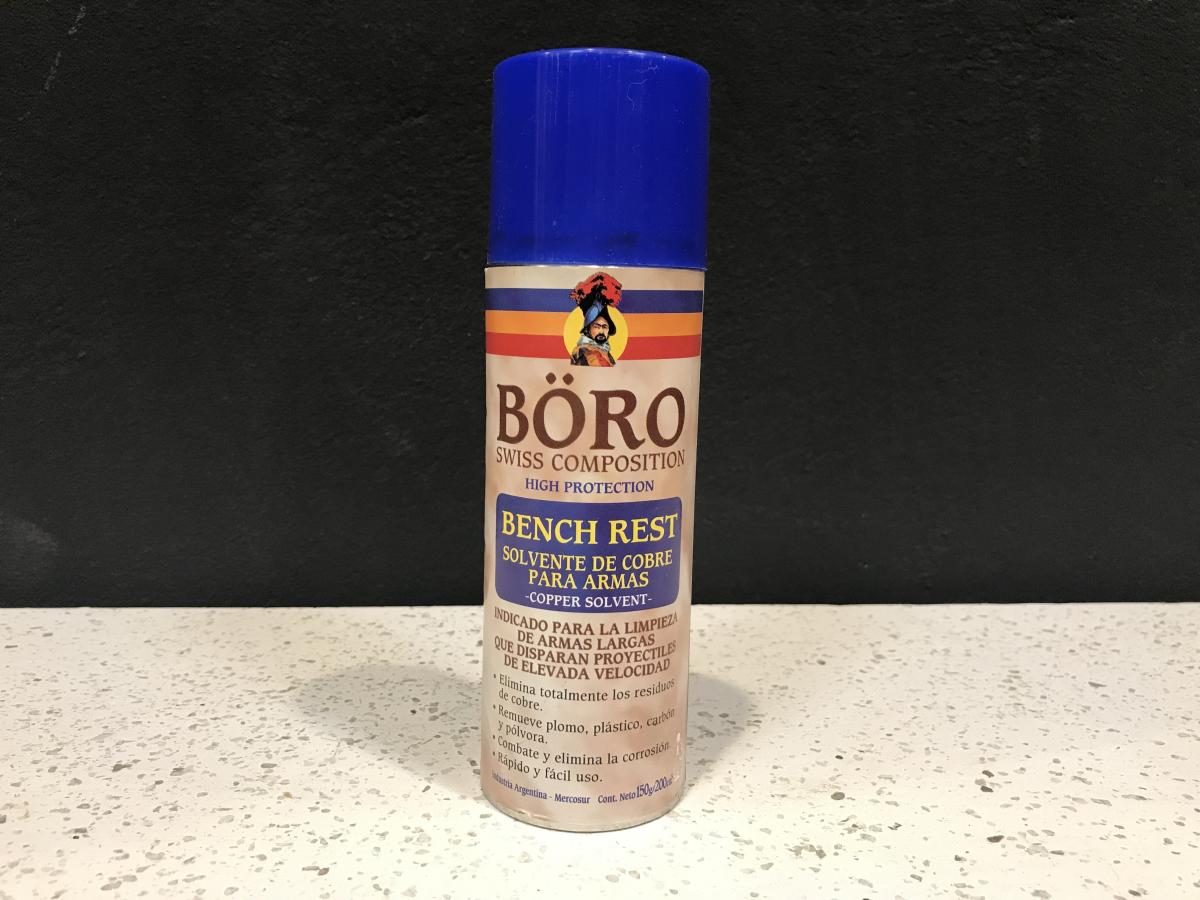 BÖRO
SWISS COMPOSITION
HIGH PROTECTION
BENCH REST
SOLVENTE DE COBRE
PARA ARMAS
-COPPER SOLVENT-
INDICADO PARA LA LIMPIEZA
DE ARMAS LARGAS
QUE DISPARAN PROYECTILES
DE ELEVADA VELOCIDAD
• Elimina totalmente los residuos
de cobre.
• Remueve plomo, plástico, carbón
y pólvora.
• Combate y elimina la corrosión.
• Rápido y fácil uso.
Industria Argentina - Mercosur Cont. Neto 150g/200